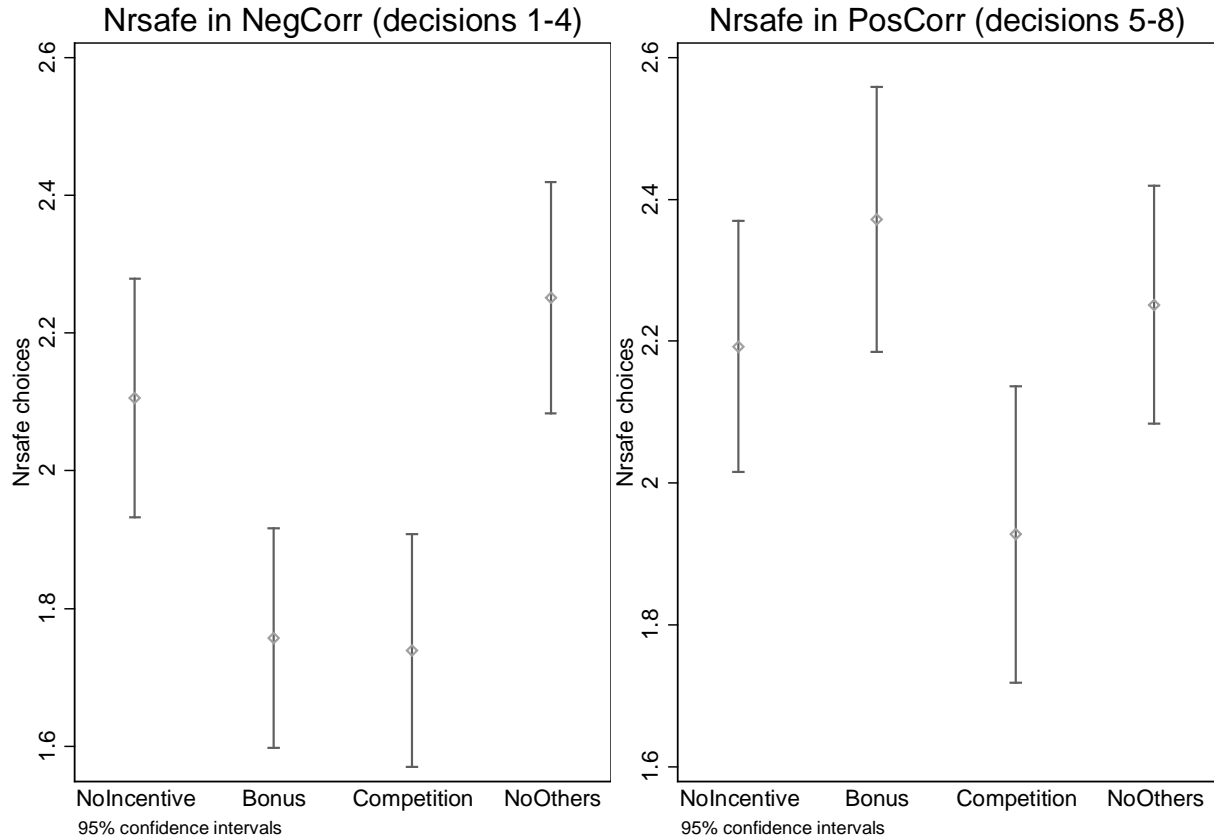 Nrsafe in NegCorr (decisions 1-4)
Nrsafe choices
2.6
2.4
2.2
2
1.8
1.6
NoIncentive Bonus Competition NoOthers
95% confidence intervals
Nrsafe in PosCorr (decisions 5-8)
Nrsafe choices
2.6
2.4
2.2
2
1.8
1.6
NoIncentive Bonus Competition NoOthers
95% confidence intervals